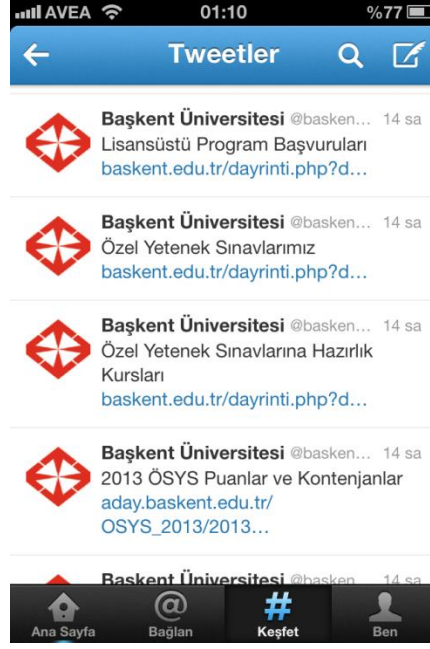 AVEA 01:10 %77
Tweetler
Başkent Üniversitesi @basken... 14 sa
Lisansüstü Program Başvuruları
baskent.edu.tr/dayrinti.php?d...
Başkent Üniversitesi @basken... 14 sa
Özel Yetenek Sınavlarımız
baskent.edu.tr/dayrinti.php?d...
Başkent Üniversitesi @basken... 14 sa
Özel Yetenek Sınavlarına Hazırlık
Kursları
baskent.edu.tr/dayrinti.php?d...
Başkent Üniversitesi @basken... 14 sa
2013 ÖSYS Puanlar ve Kontenjanlar
aday.baskent.edu.tr/
OSYS_2013/2013...
Başkent Üniversitesi @basken... 14 sa
Ana Sayfa Bağlan Keşfet Ben